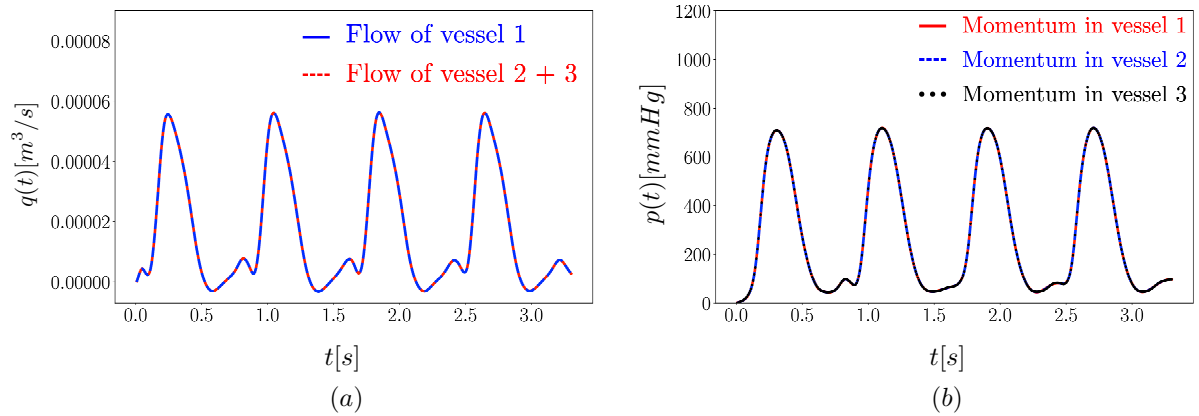 0.00008
0.00006
0.00004
0.00002
0.00000
q(t)[m³/s]
Flow of vessel 1
Flow of vessel 2 + 3
0.0 0.5 1.0 1.5 2.0 2.5 3.0
t[s]
(a)
1200
1000
800
600
400
200
0
p(t)[mmHg]
Momentum in vessel 1
Momentum in vessel 2
Momentum in vessel 3
0.0 0.5 1.0 1.5 2.0 2.5 3.0
t[s]
(b)